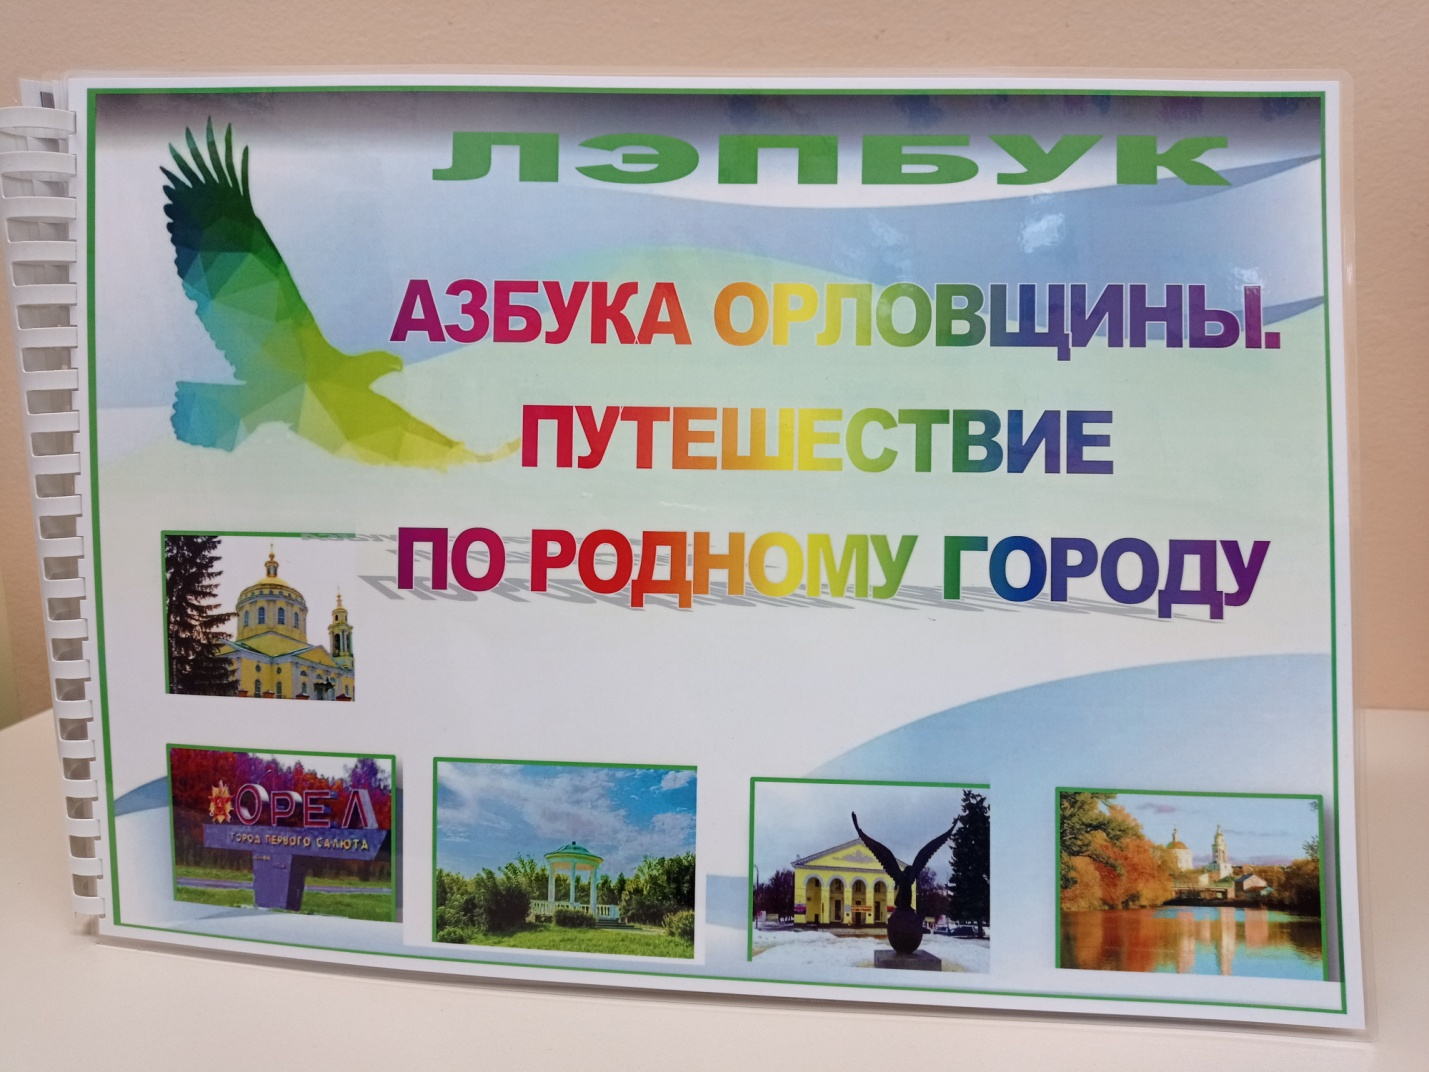 ЛЭПБУК
АЗБУКА ОРЛОВЩИНЫ.
ПУТЕШЕСТВИЕ
ПО РОДНОМУ ГОРОДУ
ОРЕЛ
ГОРОД ПЕРВОГО САЛЮТА